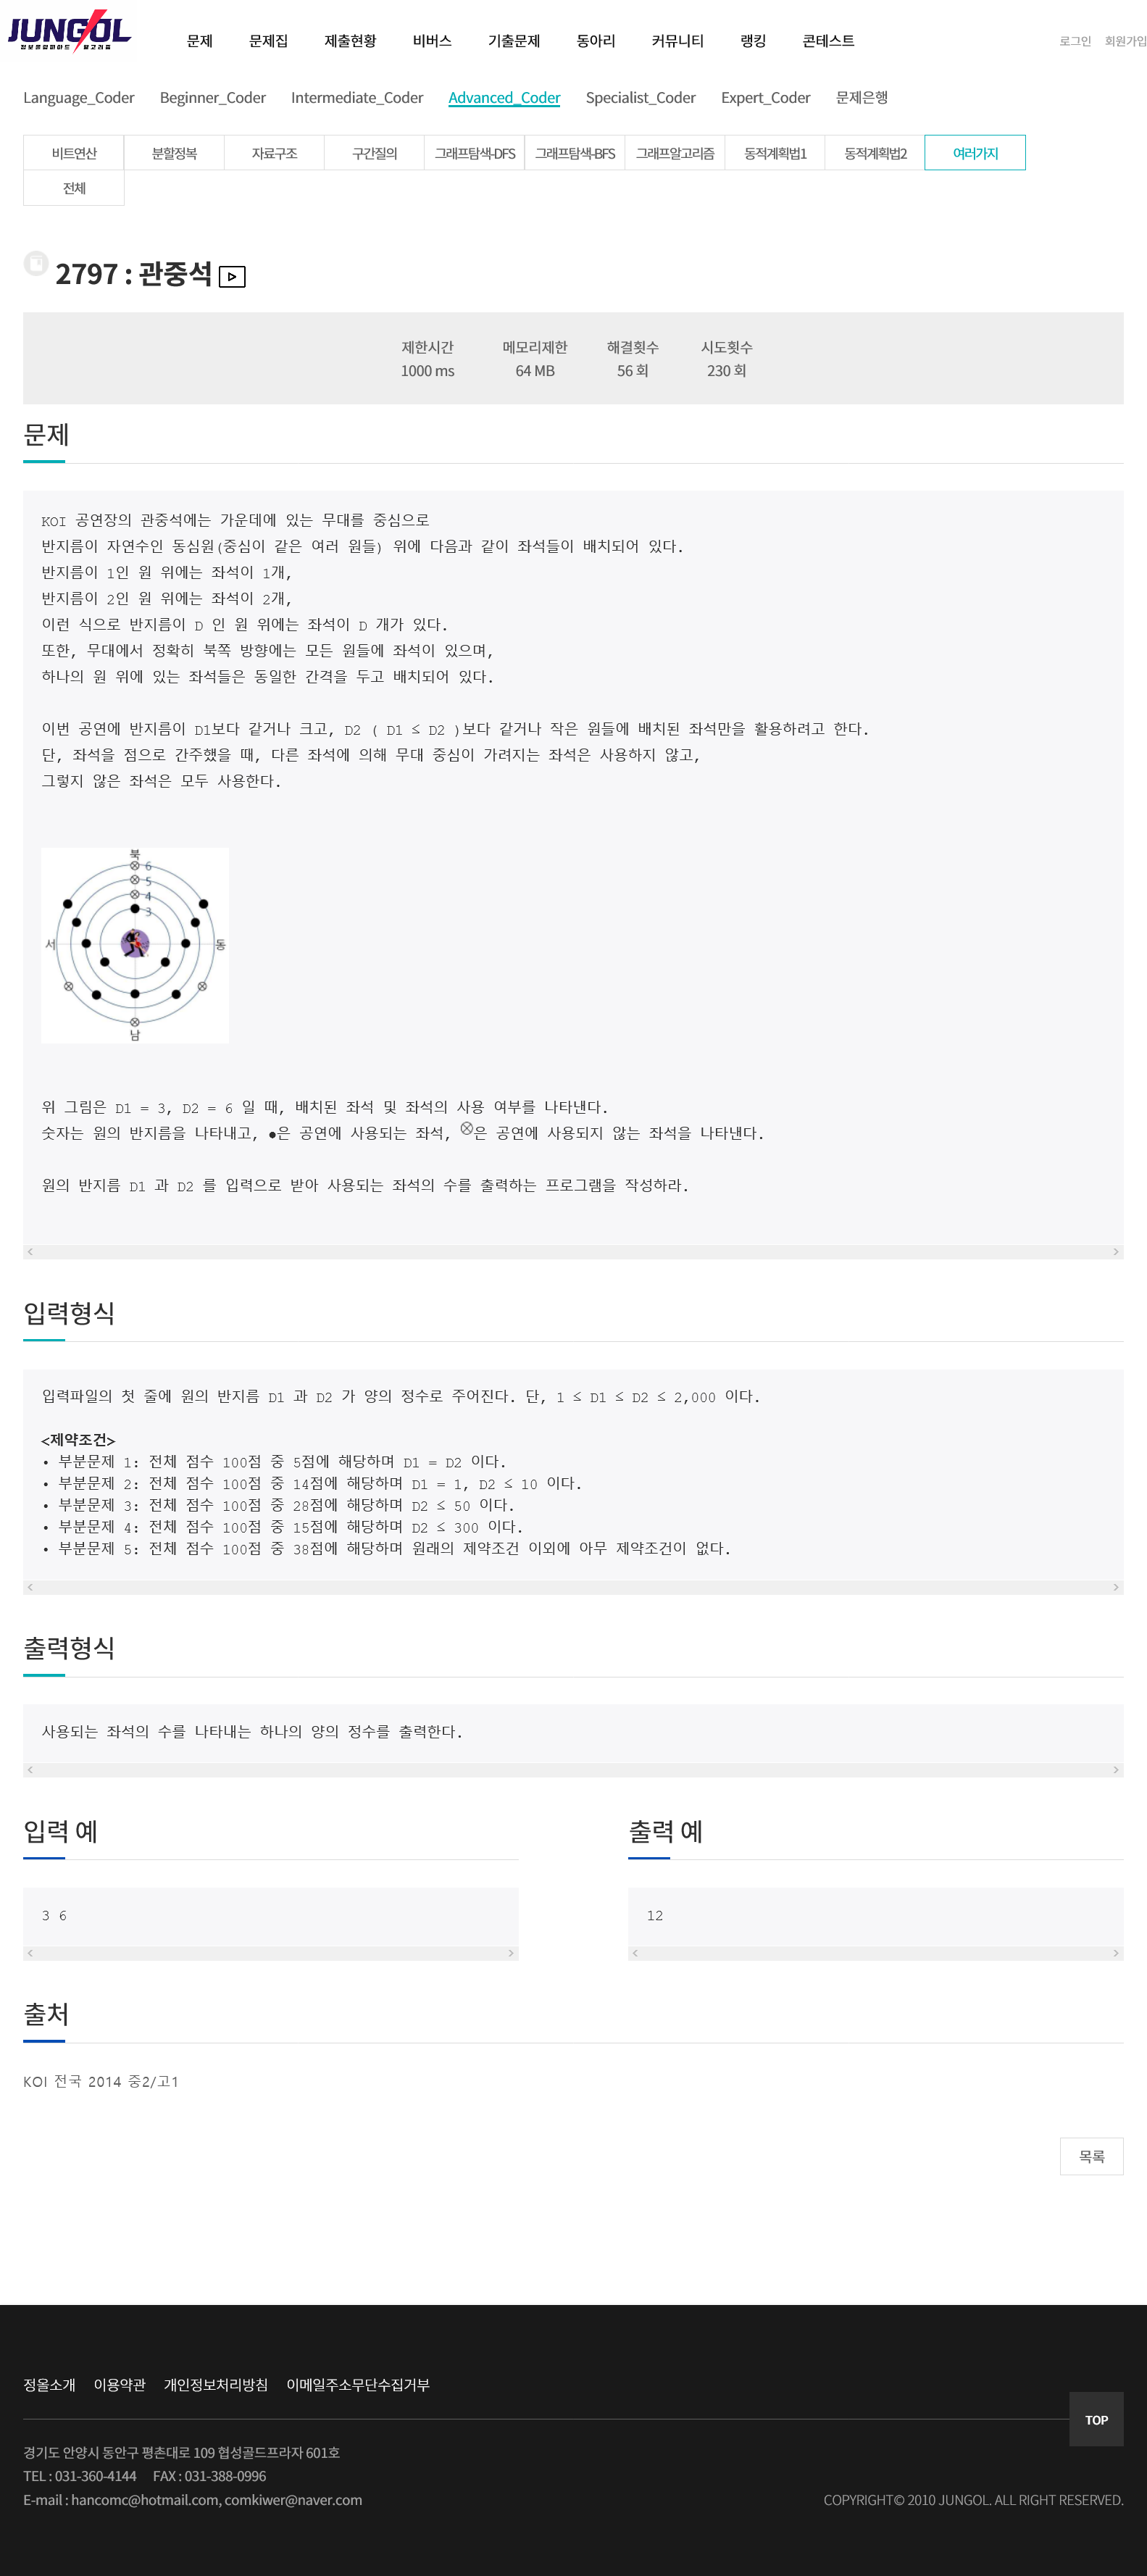 JUNGOL
정보올림피아드 알고리즘
문제 문제집 제출현황 비버스 기출문제 동아리 커뮤니티 랭킹 콘테스트 로그인 회원가입
Language_Coder Beginner_Coder Intermediate_Coder Advanced_Coder Specialist_Coder Expert_Coder 문제은행
비트연산 분할정복 자료구조 구간질의 그래프탐색-DFS 그래프탐색-BFS 그래프알고리즘 동적계획법1 동적계획법2 여러가지
전체
2797 : 관중석
제한시간 메모리제한 해결횟수 시도횟수
1000 ms 64 MB 56 회 230 회
문제
KOI 공연장의 관중석에는 가운데에 있는 무대를 중심으로
반지름이 자연수인 동심원(중심이 같은 여러 원들) 위에 다음과 같이 좌석들이 배치되어 있다.
반지름이 1인 원 위에는 좌석이 1개,
반지름이 2인 원 위에는 좌석이 2개,
이런 식으로 반지름이 D 인 원 위에는 좌석이 D 개가 있다.
또한, 무대에서 정확히 북쪽 방향에는 모든 원들에 좌석이 있으며,
하나의 원 위에 있는 좌석들은 동일한 간격을 두고 배치되어 있다.
이번 공연에 반지름이 D1보다 같거나 크고, D2 ( D1 ≤ D2 )보다 같거나 작은 원들에 배치된 좌석만을 활용하려고 한다.
단, 좌석을 점으로 간주했을 때, 다른 좌석에 의해 무대 중심이 가려지는 좌석은 사용하지 않고,
그렇지 않은 좌석은 모두 사용한다.
북
6
5
4
3
서 동
남
위 그림은 D1 = 3, D2 = 6 일 때, 배치된 좌석 및 좌석의 사용 여부를 나타낸다.
숫자는 원의 반지름을 나타내고, ●은 공연에 사용되는 좌석, ⊗은 공연에 사용되지 않는 좌석을 나타낸다.
원의 반지름 D1 과 D2 를 입력으로 받아 사용되는 좌석의 수를 출력하는 프로그램을 작성하라.
입력형식
입력파일의 첫 줄에 원의 반지름 D1 과 D2 가 양의 정수로 주어진다. 단, 1 ≤ D1 ≤ D2 ≤ 2,000 이다.
<제약조건>
• 부분문제 1: 전체 점수 100점 중 5점에 해당하며 D1 = D2 이다.
• 부분문제 2: 전체 점수 100점 중 14점에 해당하며 D1 = 1, D2 ≤ 10 이다.
• 부분문제 3: 전체 점수 100점 중 28점에 해당하며 D2 ≤ 50 이다.
• 부분문제 4: 전체 점수 100점 중 15점에 해당하며 D2 ≤ 300 이다.
• 부분문제 5: 전체 점수 100점 중 38점에 해당하며 원래의 제약조건 이외에 아무 제약조건이 없다.
출력형식
사용되는 좌석의 수를 나타내는 하나의 양의 정수를 출력한다.
입력 예 출력 예
3 6 12
출처
KOI 전국 2014 중2/고1
목록
정올소개 이용약관 개인정보처리방침 이메일주소무단수집거부
TOP
경기도 안양시 동안구 평촌대로 109 협성골드프라자 601호
TEL : 031-360-4144 FAX : 031-388-0996
E-mail : hancomc@hotmail.com, comkiwer@naver.com COPYRIGHT© 2010 JUNGOL. ALL RIGHT RESERVED.